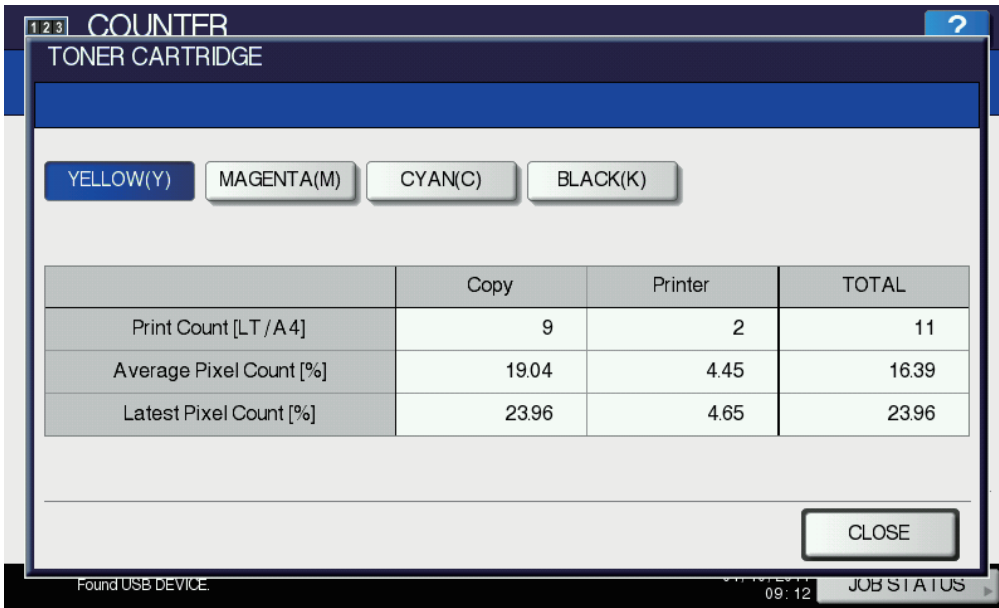 123 COUNTER ?
TONER CARTRIDGE
YELLOW(Y) MAGENTA(M) CYAN(C) BLACK(K)
Copy Printer TOTAL
Print Count [LT/A4] 9 2 11
Average Pixel Count [%] 19.04 4.45 16.39
Latest Pixel Count [%] 23.96 4.65 23.96
CLOSE
Found USB DEVICE. JOB STATUS
09:12